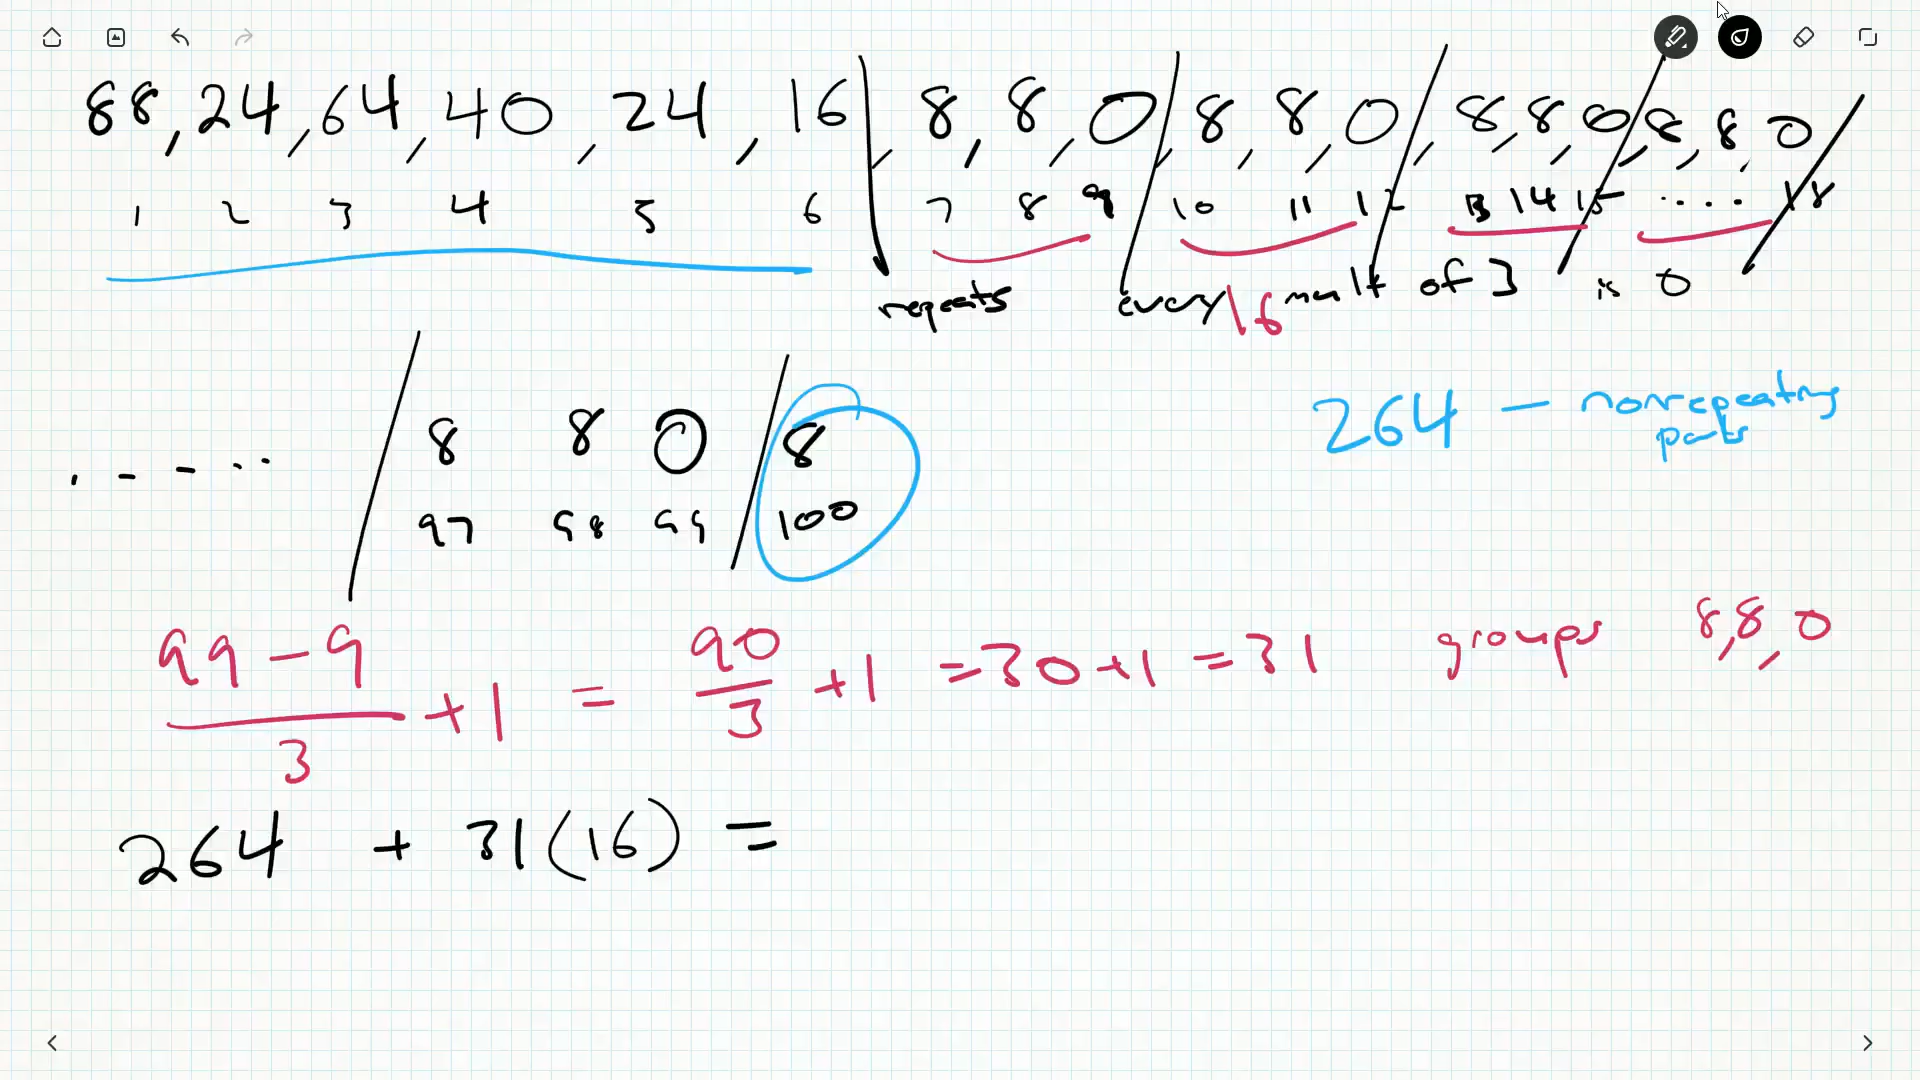 88, 24, 64, 40, 24, 16, 8, 8, 0, 8, 8, 0, 8, 8, 0, 8, 8, 0
1 2 3 4 5 6 7 8 9 10 11 12 13 14 15 .... 18
repeats every mult of 3 is 0
16
264 — nonrepeating parts
. - - . . 8 8 0 8
97 98 99 100
99-9/3 + 1 = 90/3 + 1 = 30+1 = 31 groups 8, 8, 0
264 + 31(16) =